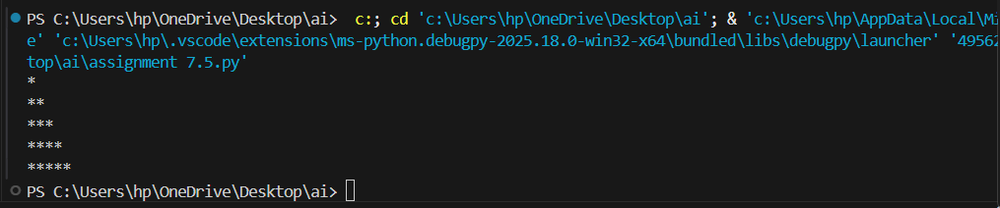 PS C:\Users\hp\OneDrive\Desktop\ai>  c:; cd 'c:\Users\hp\OneDrive\Desktop\ai'; & 'c:\Users\hp\AppData\Local\Mi
e' 'c:\Users\hp\.vscode\extensions\ms-python.debugpy-2025.18.0-win32-x64\bundled\libs\debugpy\launcher' '49562
top\ai\assignment 7.5.py'
*
**
***
****
*****
PS C:\Users\hp\OneDrive\Desktop\ai>